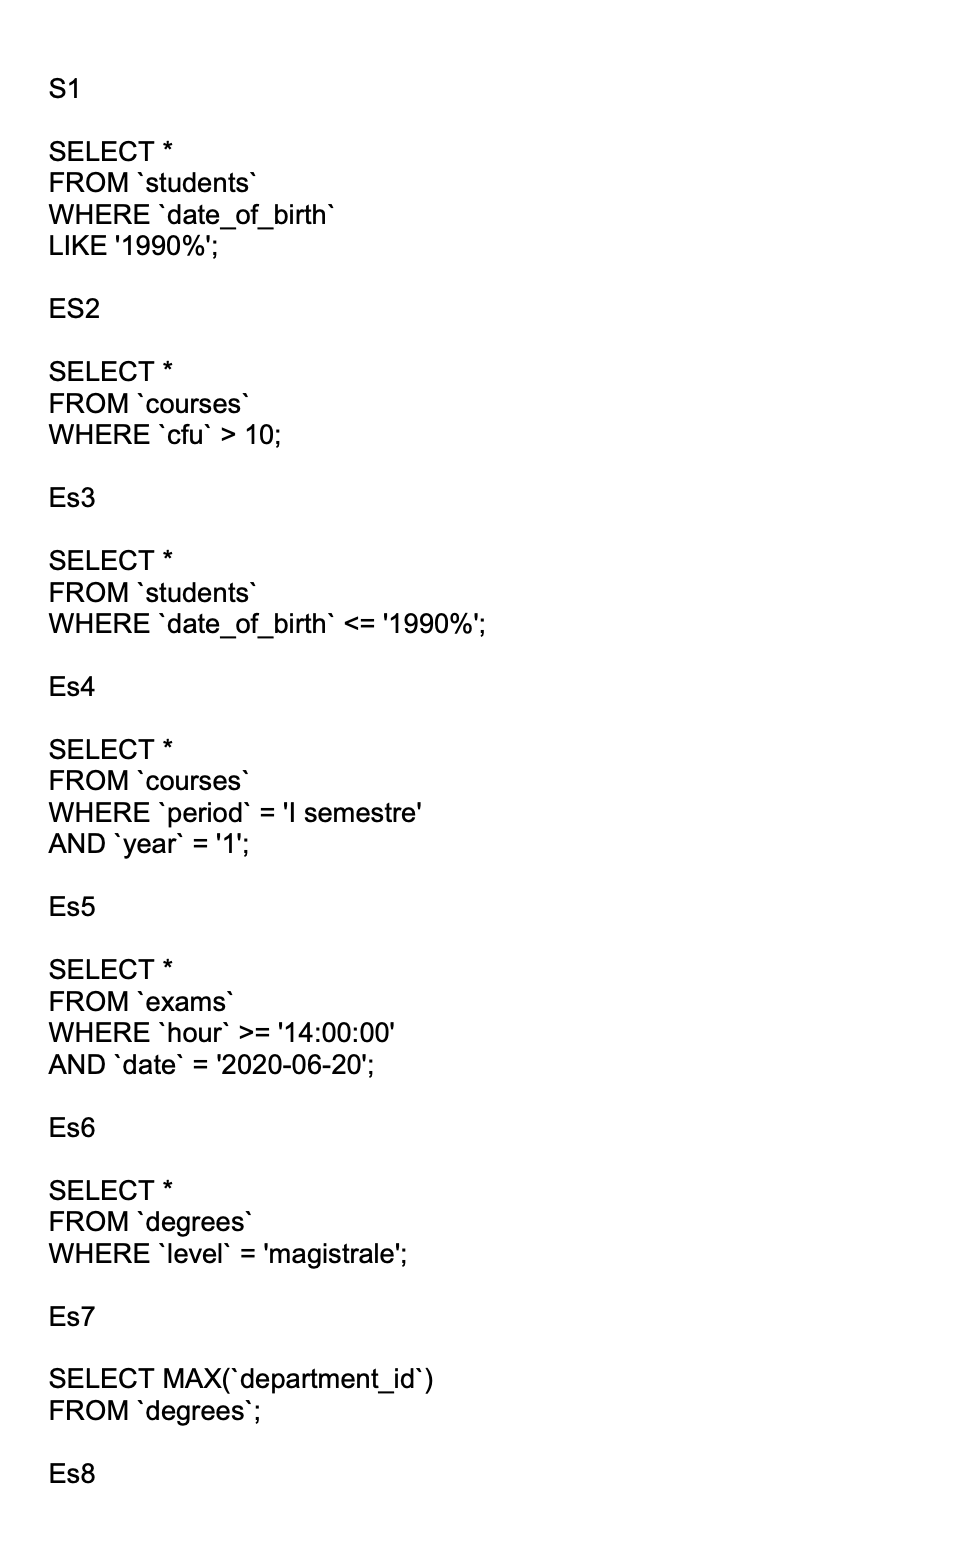 S1
SELECT *
FROM `students`
WHERE `date_of_birth`
LIKE '1990%';
ES2
SELECT *
FROM `courses`
WHERE `cfu` > 10;
Es3
SELECT *
FROM `students`
WHERE `date_of_birth` <= '1990%';
Es4
SELECT *
FROM `courses`
WHERE `period` = 'I semestre'
AND `year` = '1';
Es5
SELECT *
FROM `exams`
WHERE `hour` >= '14:00:00'
AND `date` = '2020-06-20';
Es6
SELECT *
FROM `degrees`
WHERE `level` = 'magistrale';
Es7
SELECT MAX(`department_id`)
FROM `degrees`;
Es8